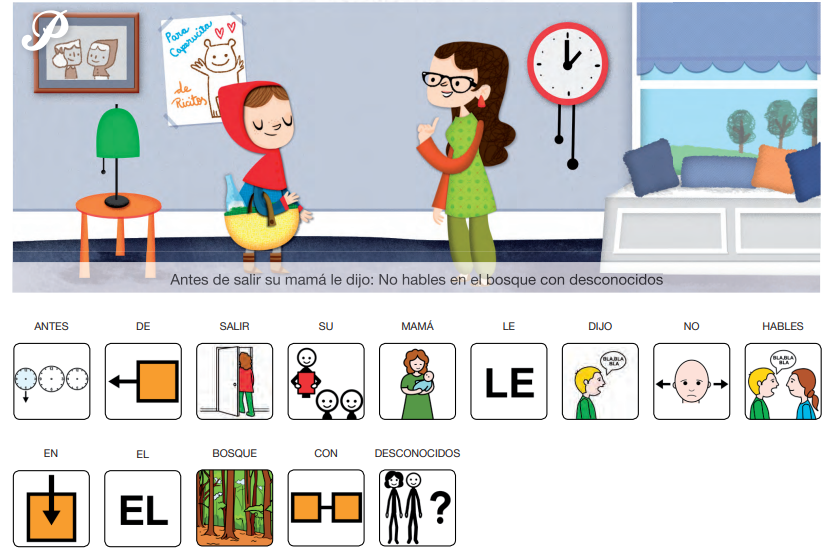 P
Para
Caperucita
de
Ricitos
Antes de salir su mamá le dijo: No hables en el bosque con desconocidos
ANTES DE SALIR SU MAMÁ LE DIJO NO HABLES
LE
BLA,BLA
BLA
BLA,BLA
BLA
EN EL BOSQUE CON DESCONOCIDOS
EL
?